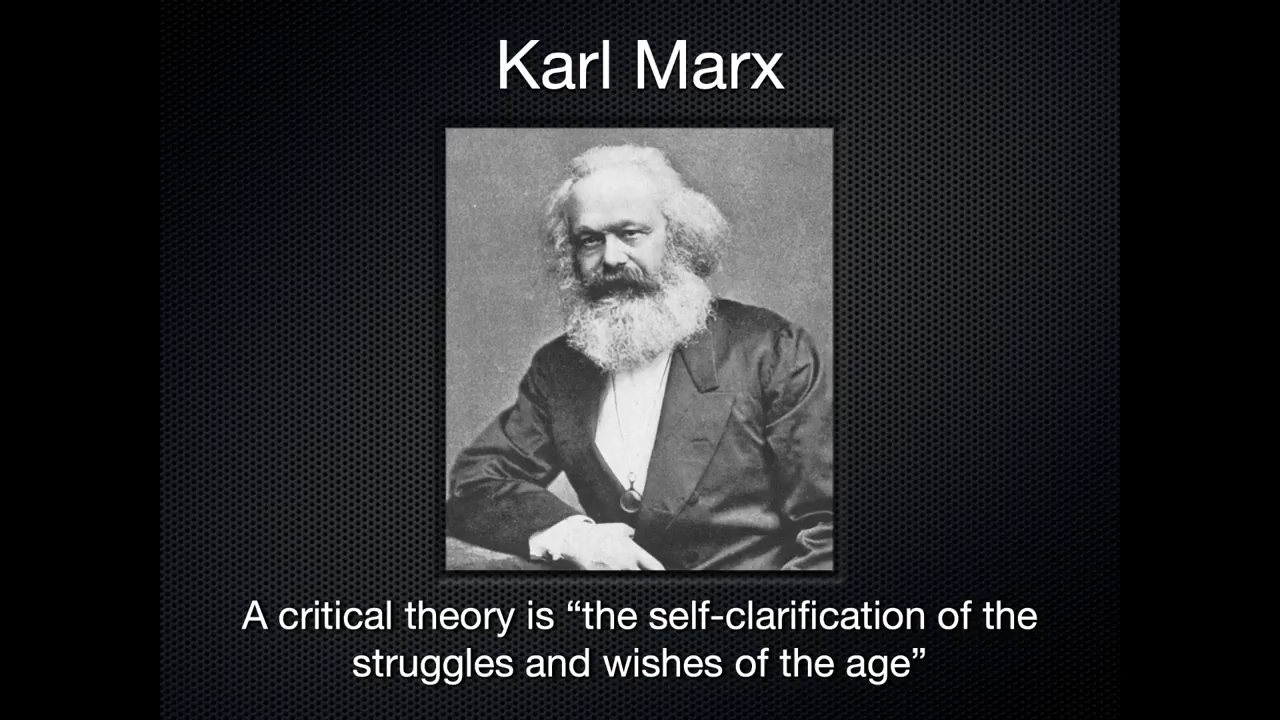 Karl Marx
A critical theory is “the self-clarification of the
struggles and wishes of the age”